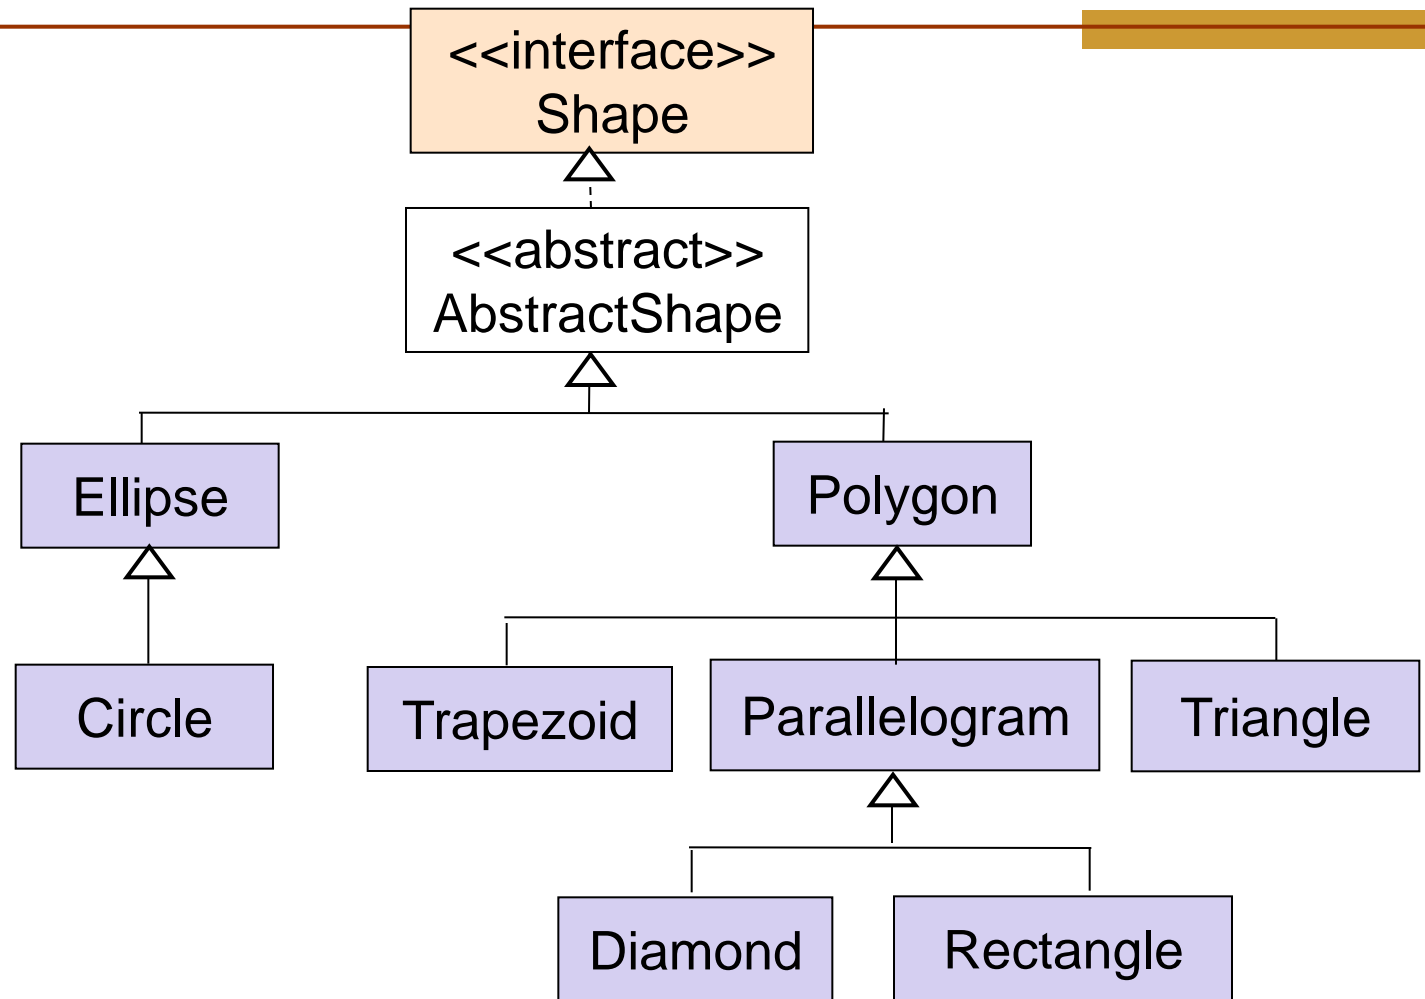 <<interface>>
Shape
<<abstract>>
AbstractShape
Ellipse
Polygon
Circle
Trapezoid
Parallelogram
Triangle
Diamond
Rectangle